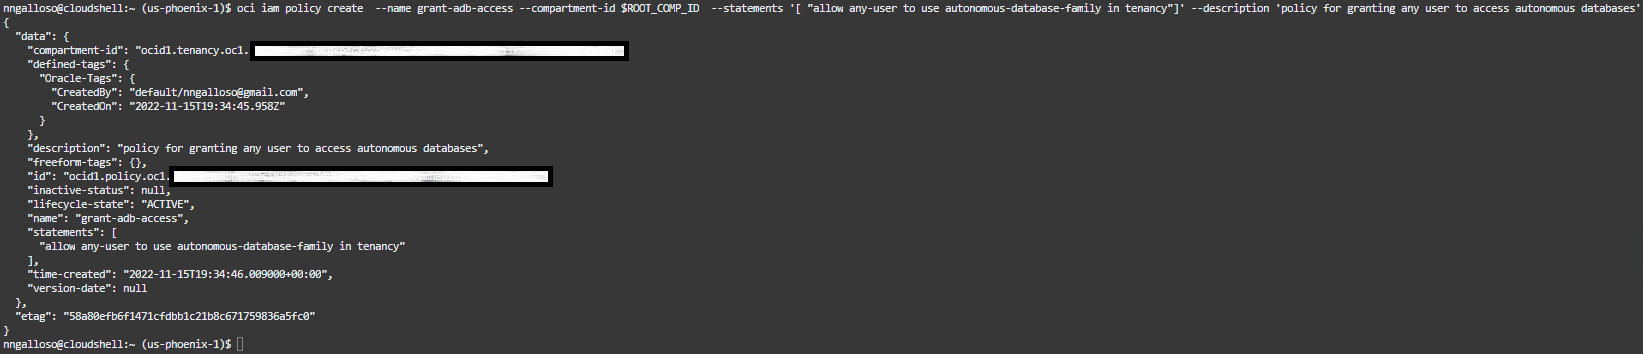 nngalloso@cloudshell:~ (us-phoenix-1)$ oci iam policy create  --name grant-adb-access --compartment-id $ROOT_COMP_ID  --statements '[ "allow any-user to use autonomous-database-family in tenancy"]' --description 'policy for granting any user to access autonomous databases'
{
  "data": {
    "compartment-id": "ocid1.tenancy.oc1.
    "defined-tags": {
      "Oracle-Tags": {
        "CreatedBy": "default/nngalloso@gmail.com",
        "CreatedOn": "2022-11-15T19:34:45.958Z"
      }
    },
    "description": "policy for granting any user to access autonomous databases",
    "freeform-tags": {},
    "id": "ocid1.policy.oc1.
    "inactive-status": null,
    "lifecycle-state": "ACTIVE",
    "name": "grant-adb-access",
    "statements": [
      "allow any-user to use autonomous-database-family in tenancy"
    ],
    "time-created": "2022-11-15T19:34:46.009000+00:00",
    "version-date": null
  },
  "etag": "58a80efb6f1471cfdbb1c21b8c671759836a5fc0"
}
nngalloso@cloudshell:~ (us-phoenix-1)$